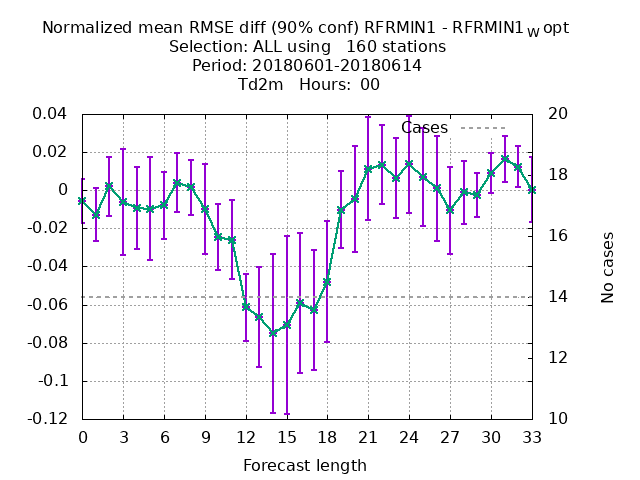 Normalized mean RMSE diff (90% conf) RFRMIN1 - RFRMIN1w opt
Selection: ALL using   160 stations
Period: 20180601-20180614
Td2m   Hours:  00
Cases
0.04
0.02
0
-0.02
-0.04
-0.06
-0.08
-0.1
-0.12
20
18
16
14
12
10
No cases
0 3 6 9 12 15 18 21 24 27 30 33
Forecast length